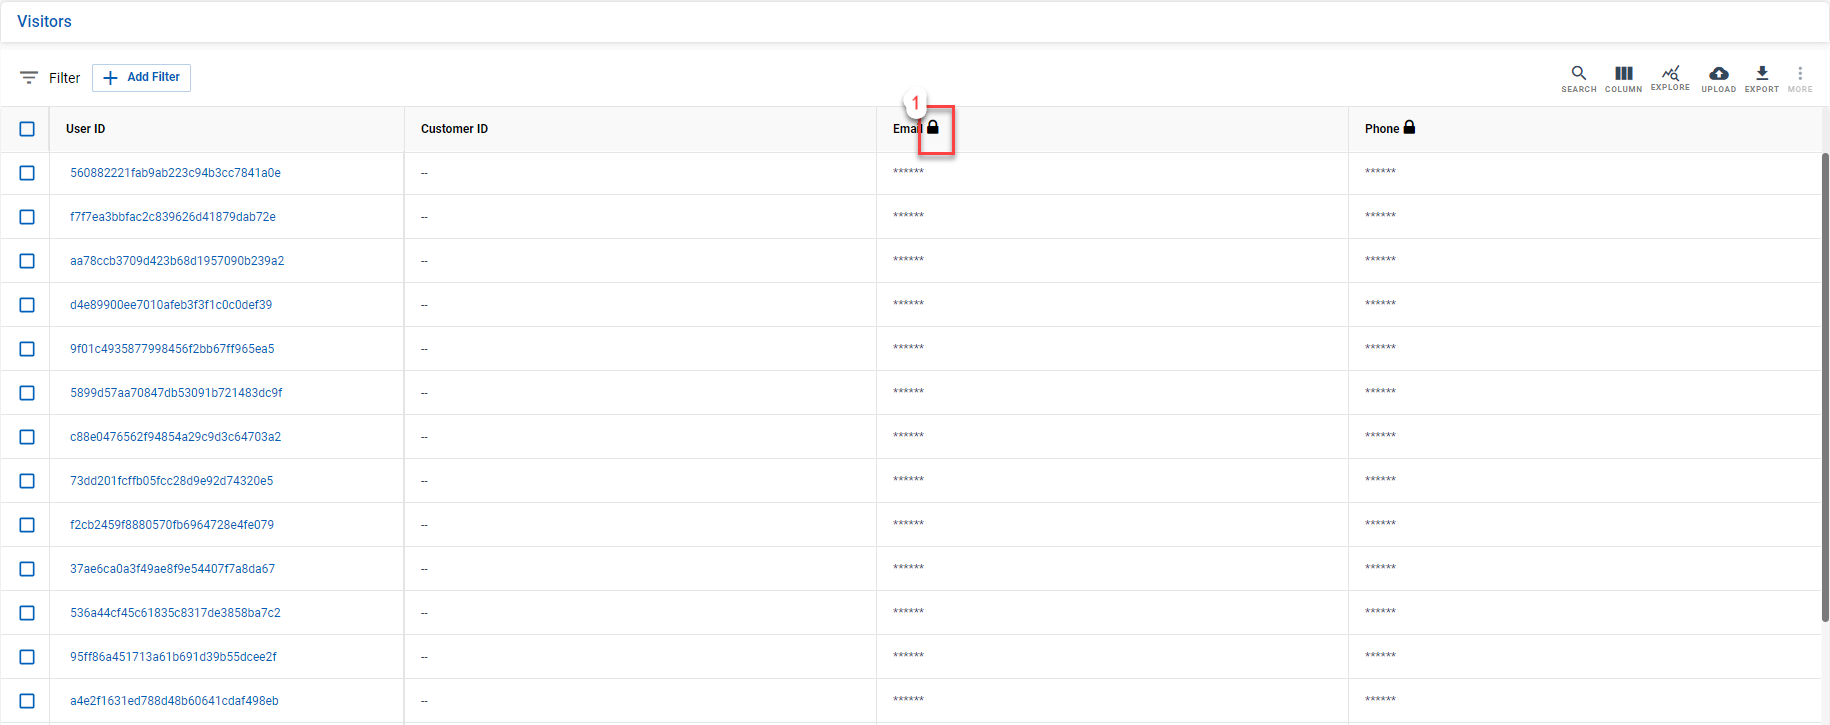 Visitors
Filter Add Filter SEARCH COLUMN EXPLORE UPLOAD EXPORT MORE
1
User ID Customer ID Email Phone
560882221fab9ab223c94b3cc7841a0e -- ****** ******
f7f7ea3bbfac2c839626d41879dab72e -- ****** ******
aa78ccb3709d423b68d1957090b239a2 -- ****** ******
d4e89900ee7010afeb3f3f1c0c0def39 -- ****** ******
9f01c4935877998456f2bb67ff965ea5 -- ****** ******
5899d57aa70847db53091b721483dc9f -- ****** ******
c88e0476562f94854a29c9d3c64703a2 -- ****** ******
73dd201fcffb05fcc28d9e92d74320e5 -- ****** ******
f2cb2459f8880570fb6964728e4fe079 -- ****** ******
37ae6ca0a3f49ae8f9e54407f7a8da67 -- ****** ******
536a44cf45c61835c8317de3858ba7c2 -- ****** ******
95ff86a451713a61b691d39b55dcee2f -- ****** ******
a4e2f1631ed788d48b60641cdaf498eb -- ****** ******